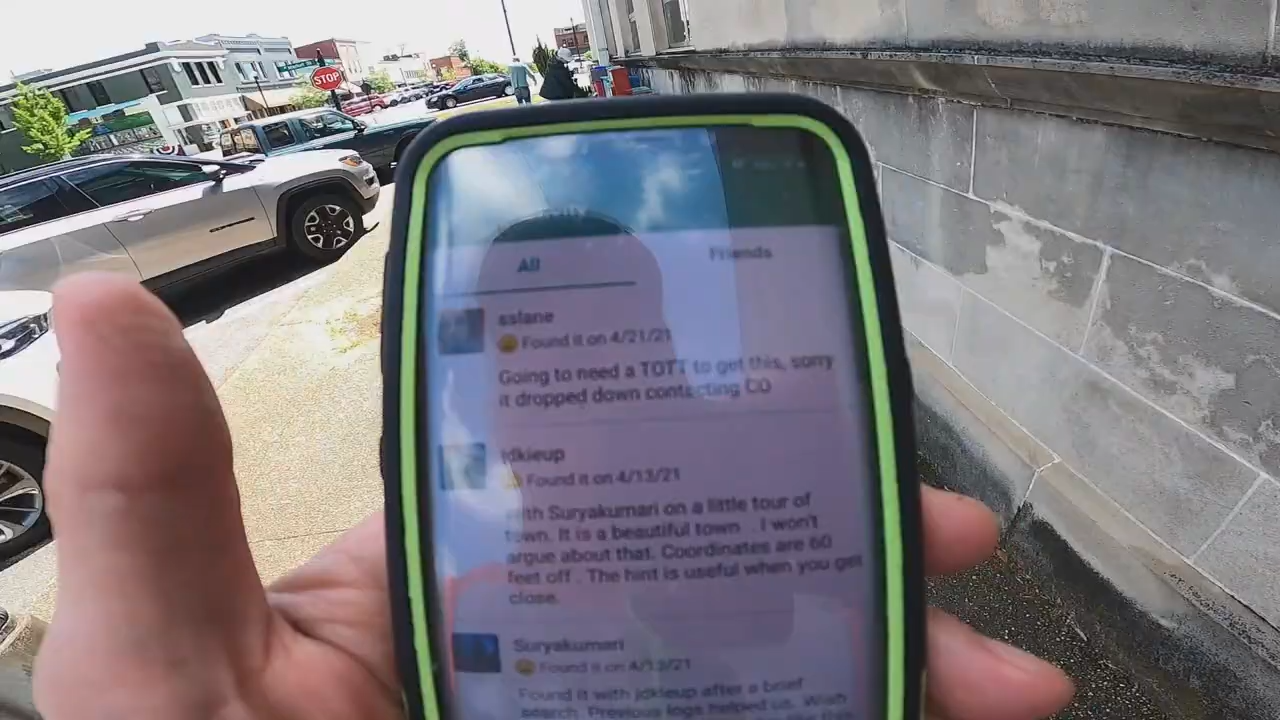 STOP
All
Friends
sslane
Found it on 4/21/21
Going to need a TOTT to get this, sorry
it dropped down contacting CO
jdkieup
Found it on 4/13/21
with Suryakumari on a little tour of
town. It is a beautiful town . I won't
argue about that. Coordinates are 60
feet off . The hint is useful when you get
close.
Suryakumari
Found it on 4/13/21
Found it with jdkieup after a brief
search. Previous logs helped us. Wish
like this